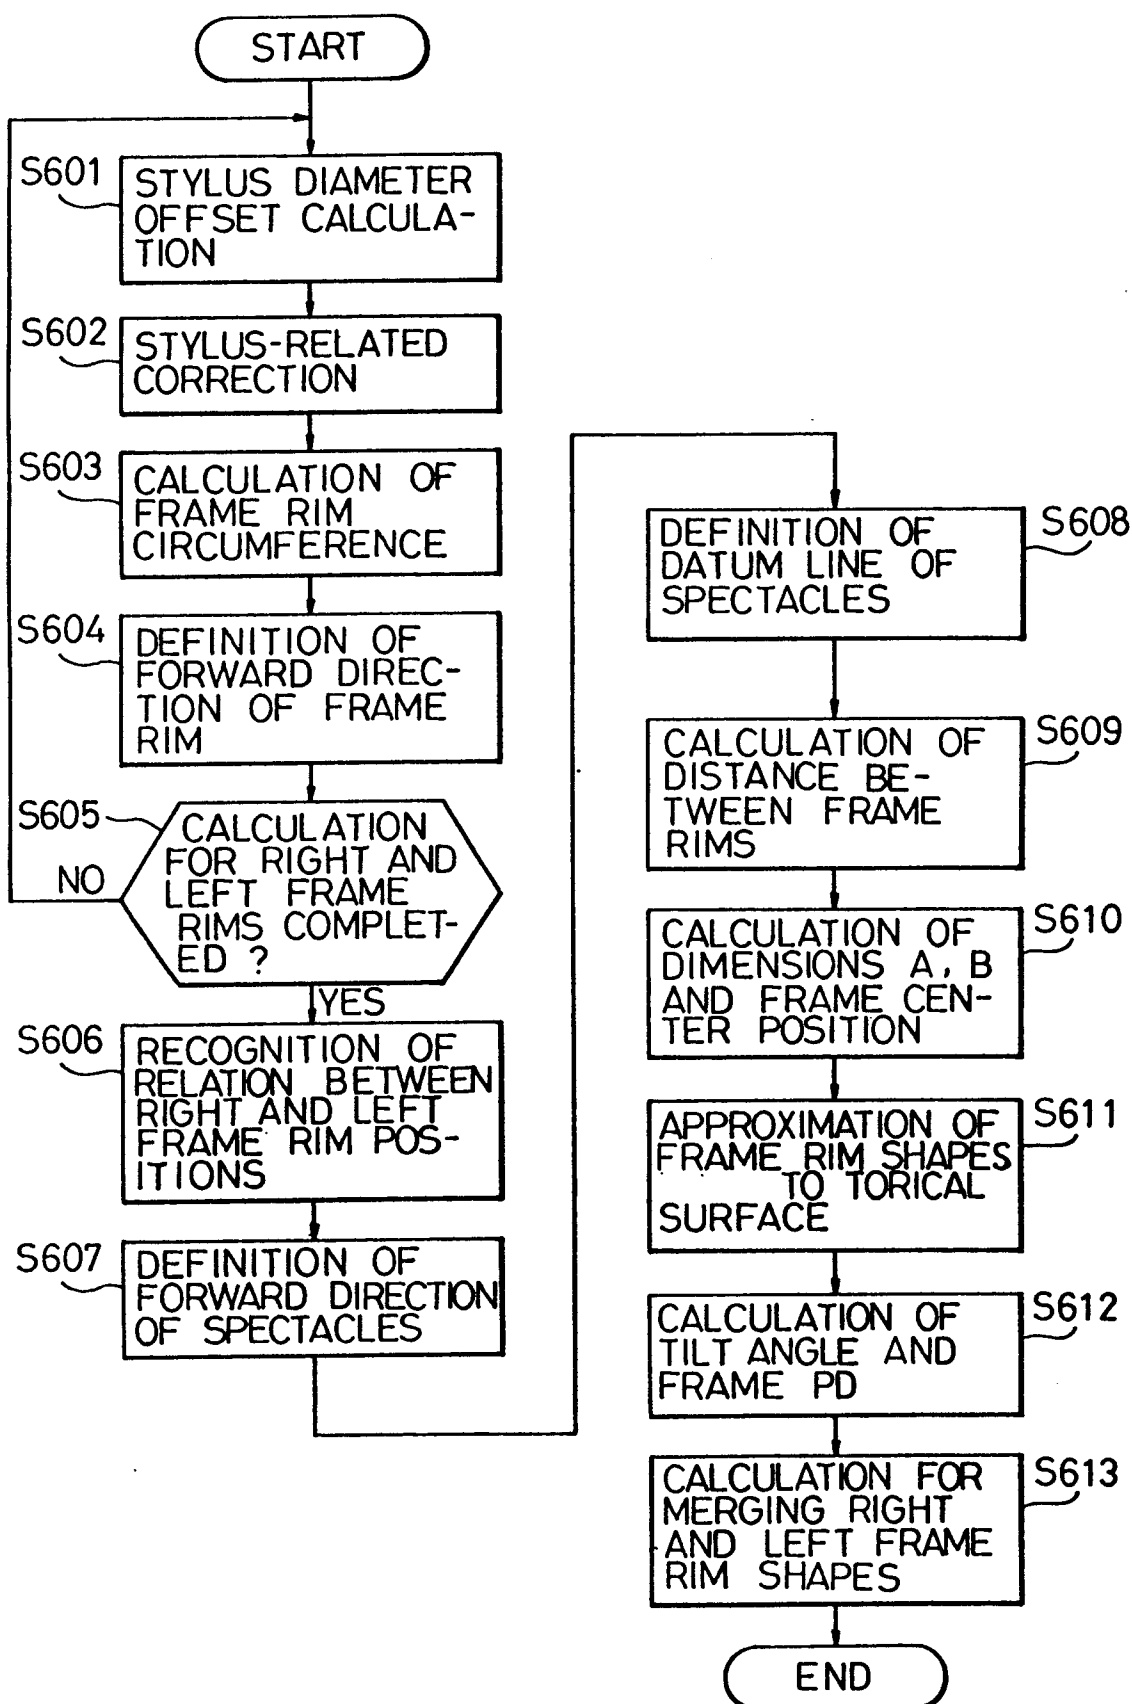 START
S601
STYLUS DIAMETER
OFFSET CALCULA-
TION
S602
STYLUS-RELATED
CORRECTION
S603
CALCULATION OF
FRAME RIM
CIRCUMFERENCE
S604
DEFINITION OF
FORWARD DIREC-
TION OF FRAME
RIM
S605
CALCULATION
FOR RIGHT AND
LEFT FRAME
RIMS COMPLET-
ED ?
NO
YES
S606
RECOGNITION OF
RELATION BETWEEN
RIGHT AND LEFT
FRAME RIM POS-
ITIONS
S607
DEFINITION OF
FORWARD DIRECTION
OF SPECTACLES
S608
DEFINITION OF
DATUM LINE OF
SPECTACLES
S609
CALCULATION OF
DISTANCE BE-
TWEEN FRAME
RIMS
S610
CALCULATION OF
DIMENSIONS A, B
AND FRAME CEN-
TER POSITION
S611
APPROXIMATION OF
FRAME RIM SHAPES
TO TORICAL
SURFACE
S612
CALCULATION OF
TILT ANGLE AND
FRAME PD
S613
CALCULATION FOR
MERGING RIGHT
AND LEFT FRAME
RIM SHAPES
END